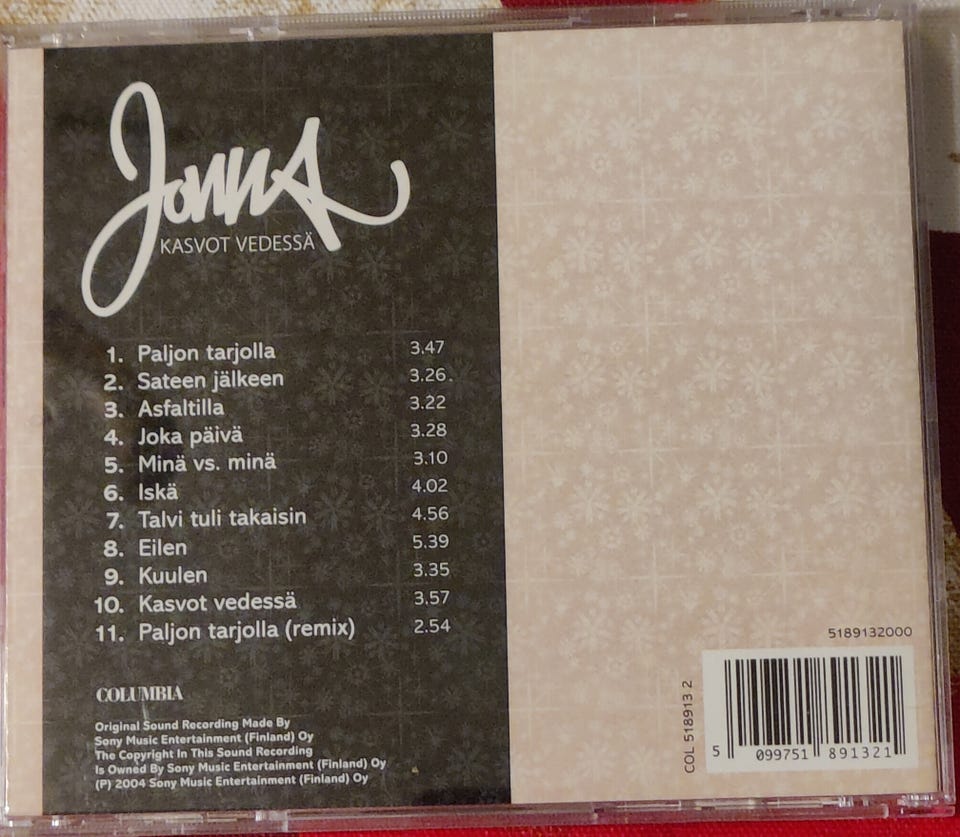 Jonna
KASVOT VEDESSÄ
1. Paljon tarjolla 3.47
2. Sateen jälkeen 3.26
3. Asfaltilla 3.22
4. Joka päivä 3.28
5. Minä vs. minä 3.10
6. Iskä 4.02
7. Talvi tuli takaisin 4.56
8. Eilen 5.39
9. Kuulen 3.35
10. Kasvot vedessä 3.57
11. Paljon tarjolla (remix) 2.54
COLUMBIA
Original Sound Recording Made By
Sony Music Entertainment (Finland) Oy
The Copyright In This Sound Recording
Is Owned By Sony Music Entertainment (Finland) Oy
(P) 2004 Sony Music Entertainment (Finland) Oy
5189132000
COL 518913 2
5 099751 891321